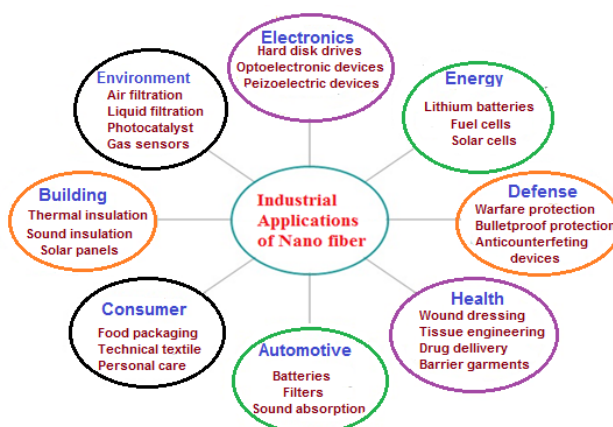 Electronics
Hard disk drives
Optoelectronic devices
Peizoelectric devices
Energy
Lithium batteries
Fuel cells
Solar cells
Defense
Warfare protection
Bulletproof protection
Anticounterfeting
devices
Health
Wound dressing
Tissue engineering
Drug dellivery
Barrier garments
Automotive
Batteries
Filters
Sound absorption
Consumer
Food packaging
Technical textile
Personal care
Building
Thermal insulation
Sound insulation
Solar panels
Environment
Air filtration
Liquid filtration
Photocatalyst
Gas sensors
Industrial
Applications
of Nano fiber